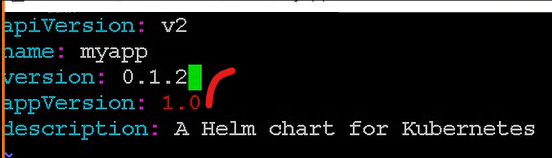 apiVersion: v2
name: myapp
version: 0.1.2
appVersion: 1.0
description: A Helm chart for Kubernetes
~